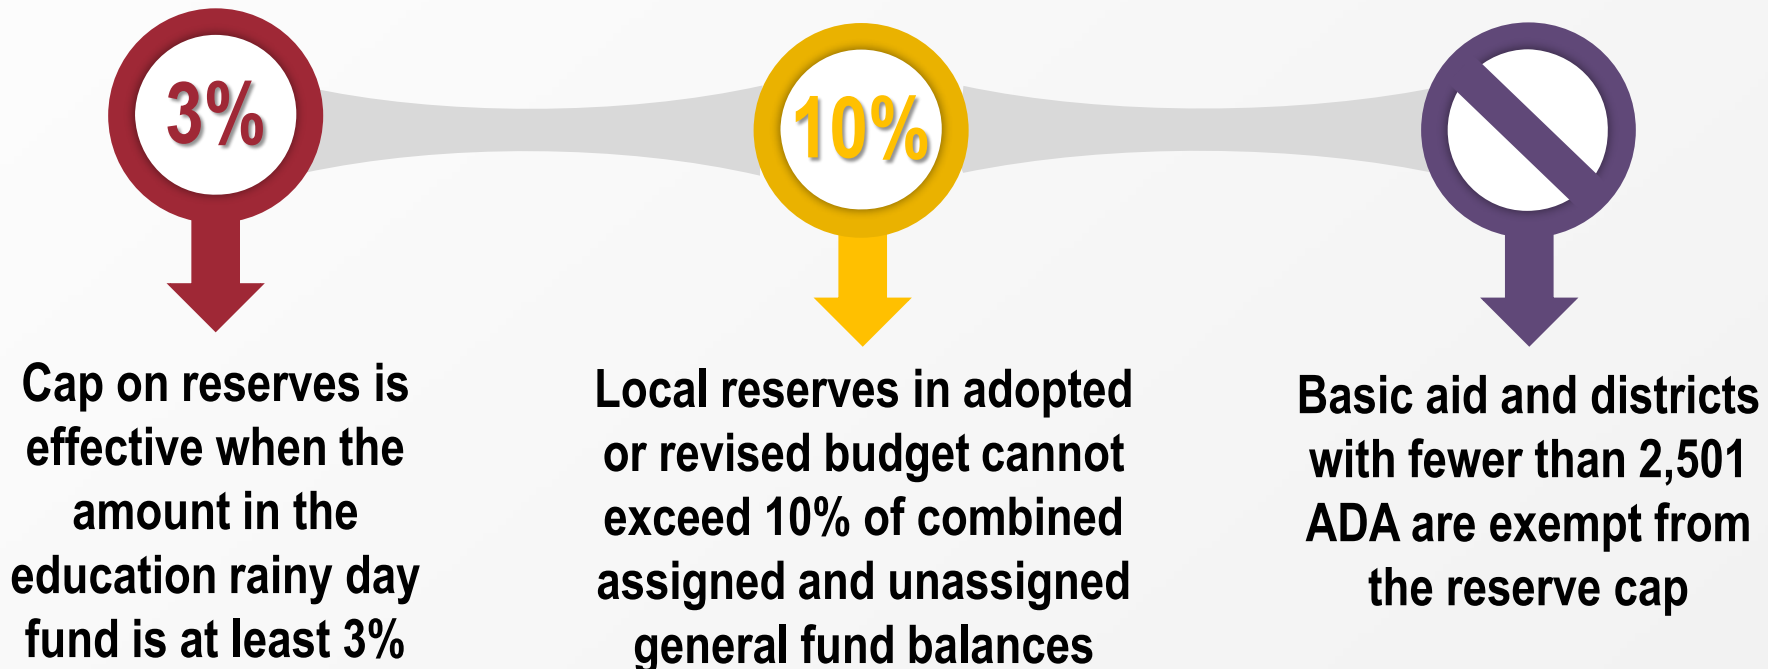 3%
Cap on reserves is
effective when the
amount in the
education rainy day
fund is at least 3%
10%
Local reserves in adopted
or revised budget cannot
exceed 10% of combined
assigned and unassigned
general fund balances
Basic aid and districts
with fewer than 2,501
ADA are exempt from
the reserve cap